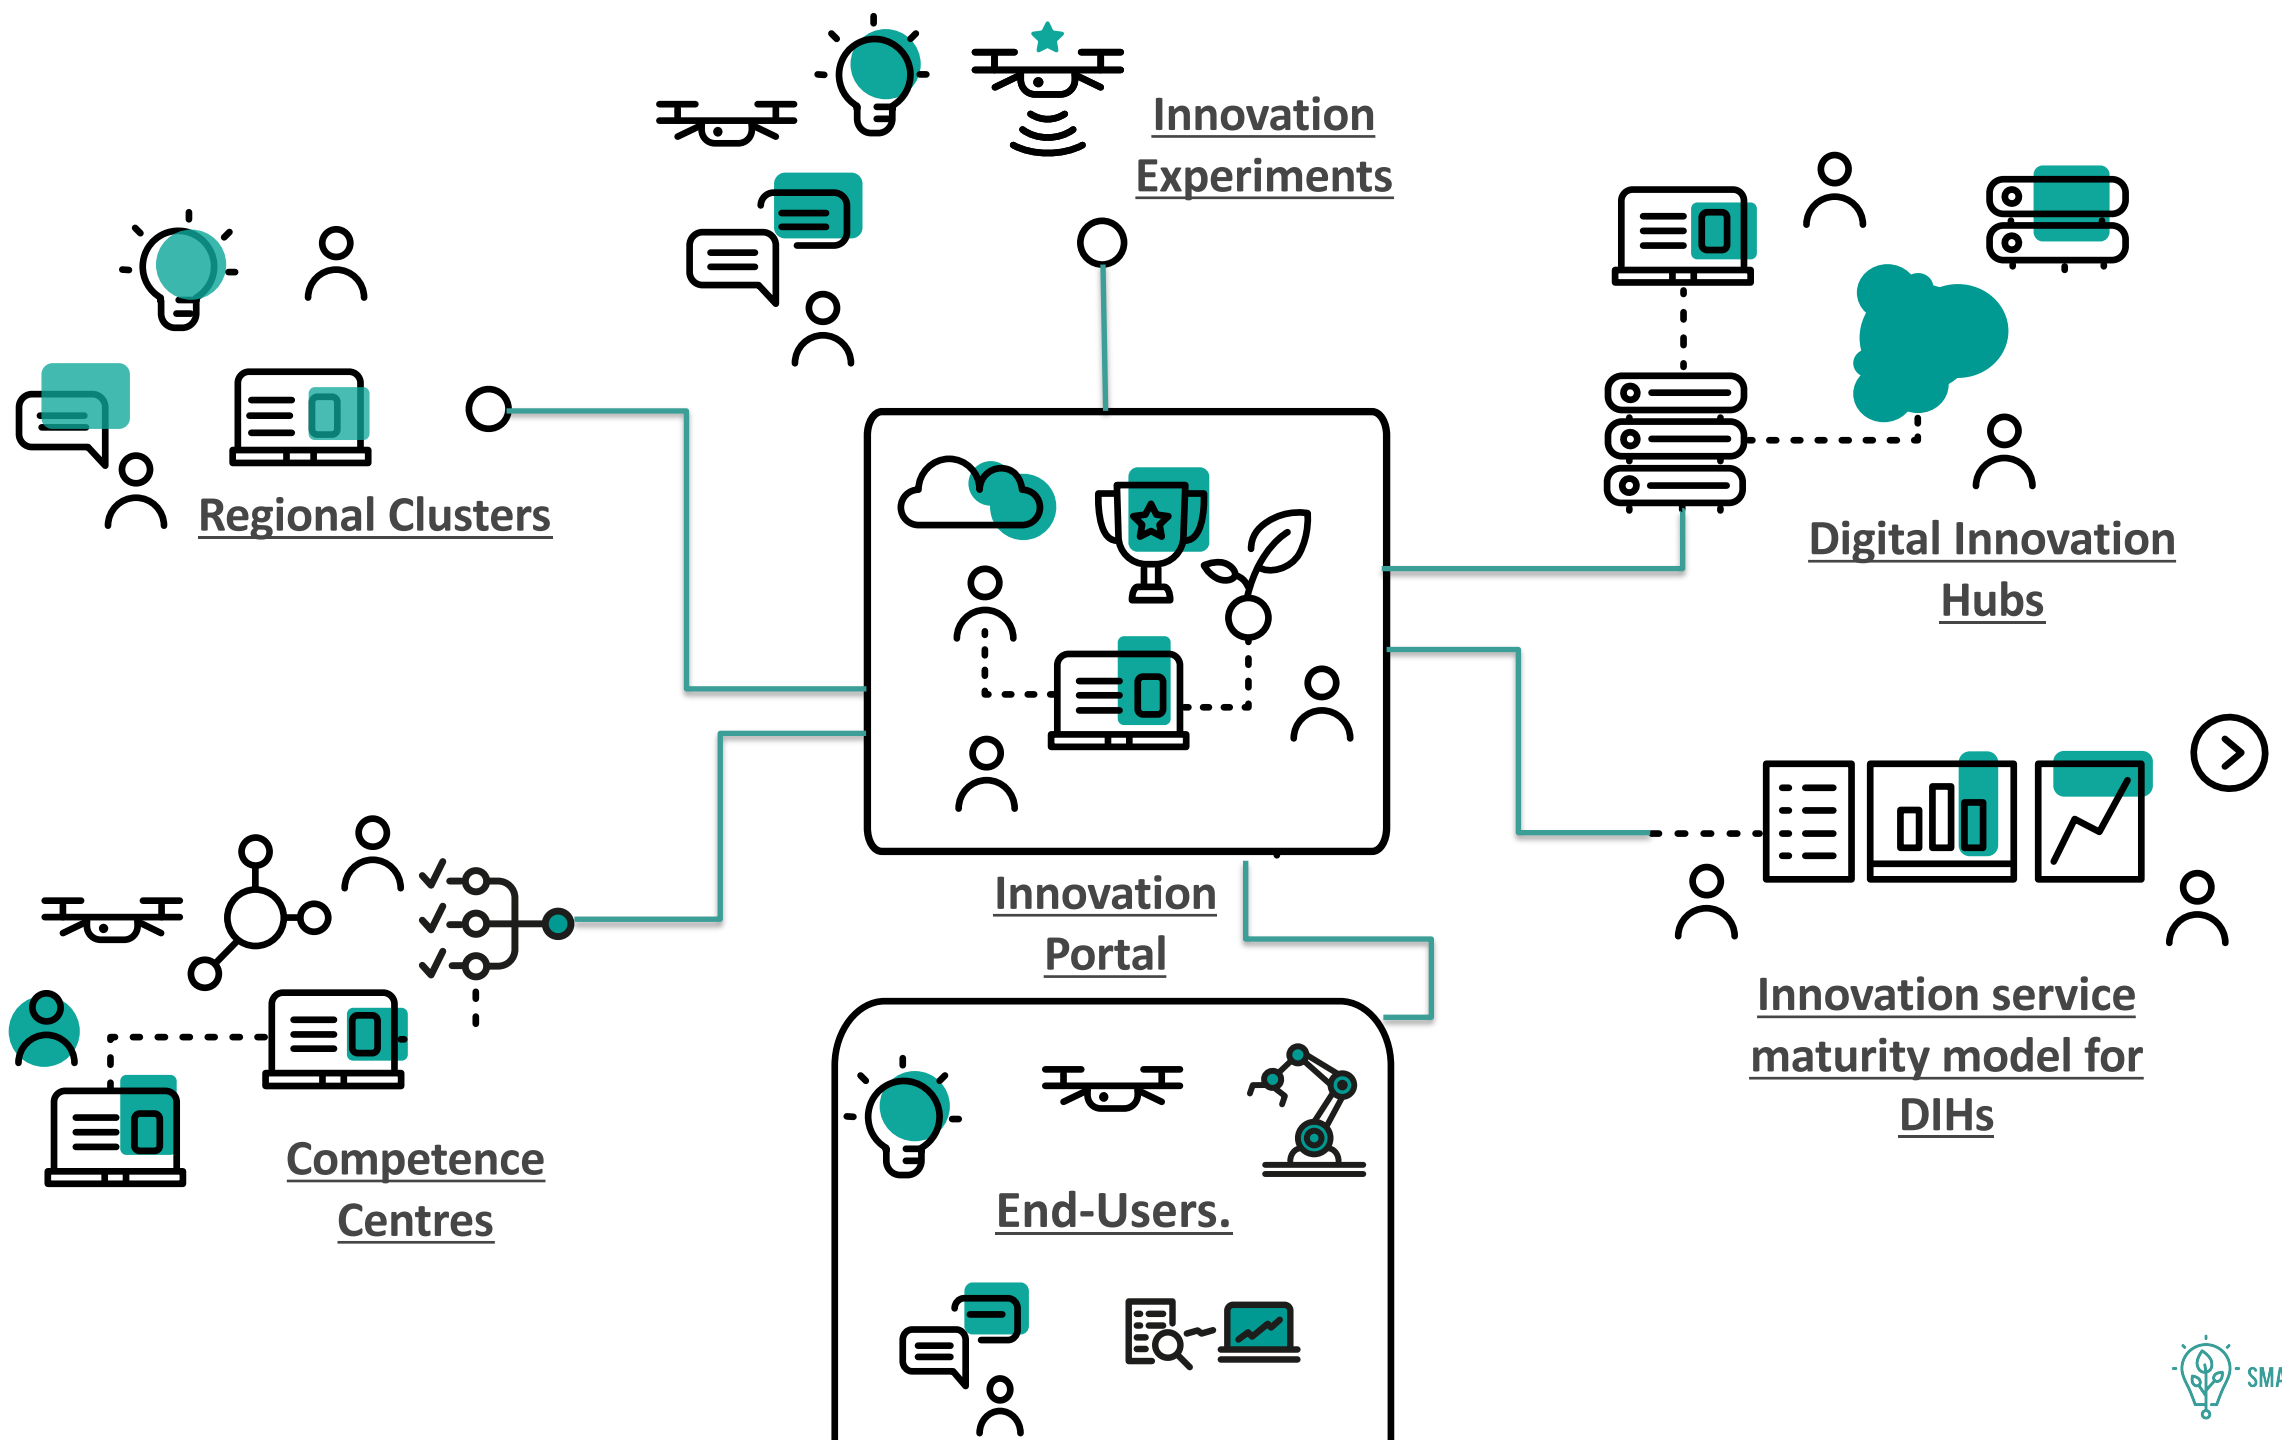 Innovation
Experiments
Regional Clusters
Digital Innovation
Hubs
Innovation
Portal
Innovation service
maturity model for
DIHs
Competence
Centres
End-Users.